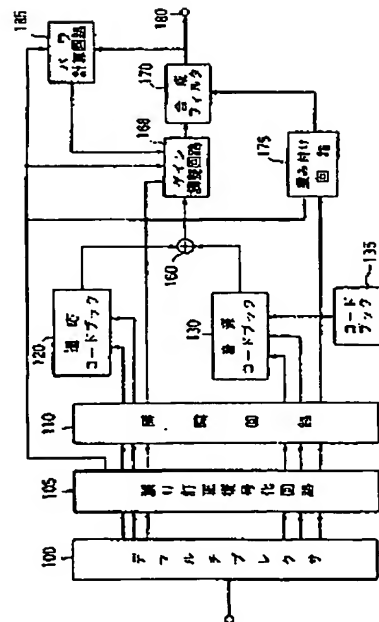 185
パワ
計算回路
180
170
合成
フィルタ
168
ゲイン
調整回路
175
重み付け
回路
160
120
適応
コードブック
130
音源
コードブック
135
コードブック
110
回路
105
誤り訂正復号化回路
100
デマルチプレクサ